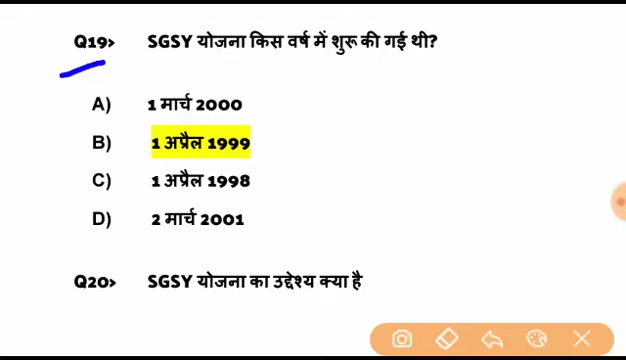 Q19> SGSY योजना किस वर्ष में शुरू की गई थी?
A) 1 मार्च 2000
B) 1 अप्रैल 1999
C) 1 अप्रैल 1998
D) 2 मार्च 2001
Q20> SGSY योजना का उद्देश्य क्या है